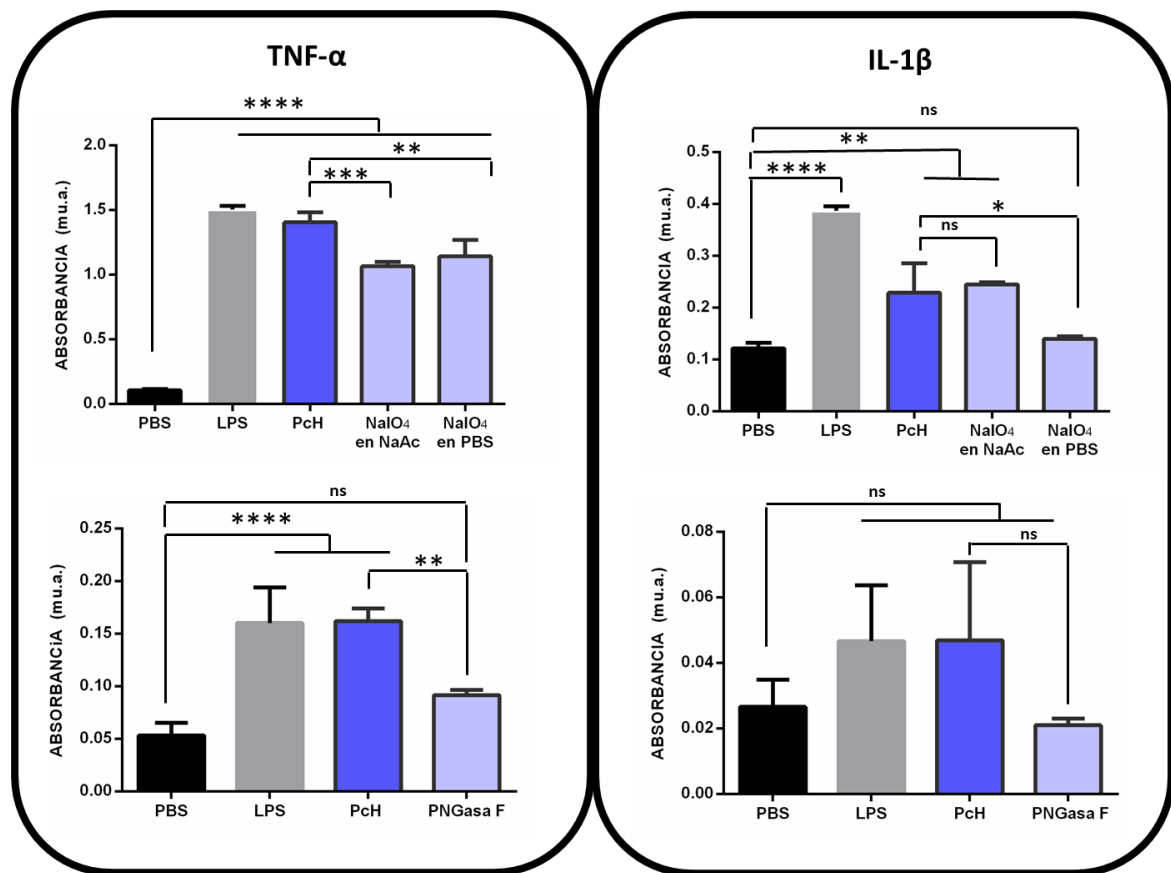 TNF-α
****
**
***
ABSORBANCIA (mu.a.)
2.0
1.5
1.0
0.5
0.0
PBS
LPS
PcH
NaIO₄
en NaAc
NaIO₄
en PBS
ns
****
**
ABSORBANCiA (mu.a.)
0.25
0.20
0.15
0.10
0.05
0.00
PBS
LPS
PcH
PNGasa F
IL-1β
ns
**
****
*
ns
ABSORBANCIA (mu.a.)
0.5
0.4
0.3
0.2
0.1
0.0
PBS
LPS
PcH
NaIO₄
en NaAc
NaIO₄
en PBS
ns
ns
ABSORBANCIA (mu.a.)
0.08
0.06
0.04
0.02
0.00
PBS
LPS
PcH
PNGasa F